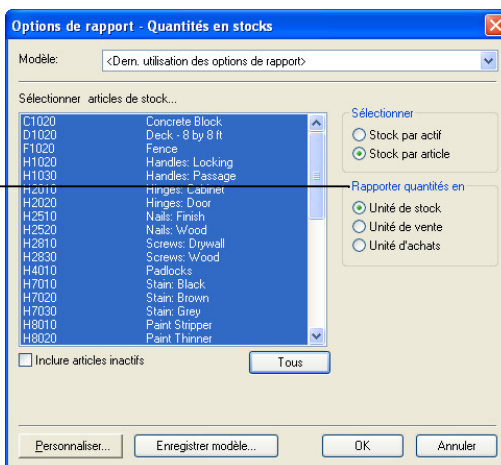 Options de rapport - Quantités en stocks
Modèle: <Dern. utilisation des options de rapport>
Sélectionner articles de stock...
C1020 Concrete Block
D1020 Deck - 8 by 8 ft
F1020 Fence
H1020 Handles: Locking
H1030 Handles: Passage
H2010 Hinges: Cabinet
H2020 Hinges: Door
H2510 Nails: Finish
H2520 Nails: Wood
H2810 Screws: Drywall
H2830 Screws: Wood
H4010 Padlocks
H7010 Stain: Black
H7020 Stain: Brown
H7030 Stain: Grey
H8010 Paint Stripper
H8020 Paint Thinner
Inclure articles inactifs
Tous
Sélectionner
Stock par actif
Stock par article
Rapporter quantités en
Unité de stock
Unité de vente
Unité d'achats
Personnaliser... Enregistrer modèle... OK Annuler